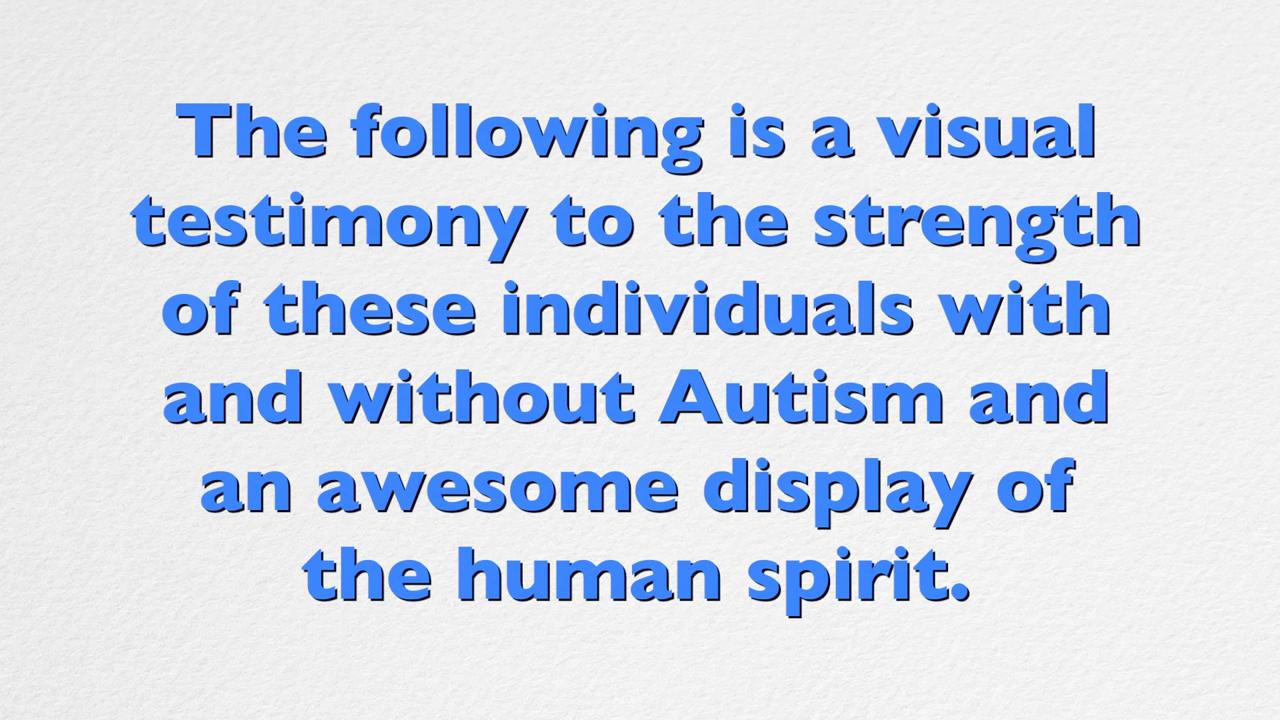 The following is a visual
testimony to the strength
of these individuals with
and without Autism and
an awesome display of
the human spirit.